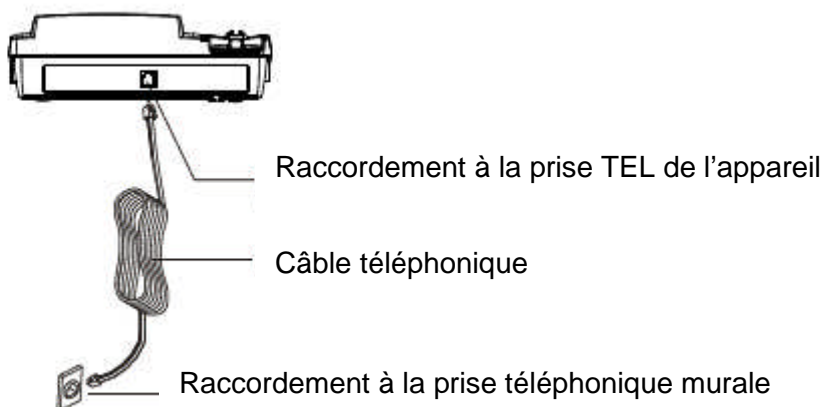 Raccordement à la prise TEL de l’appareil
Câble téléphonique
Raccordement à la prise téléphonique murale